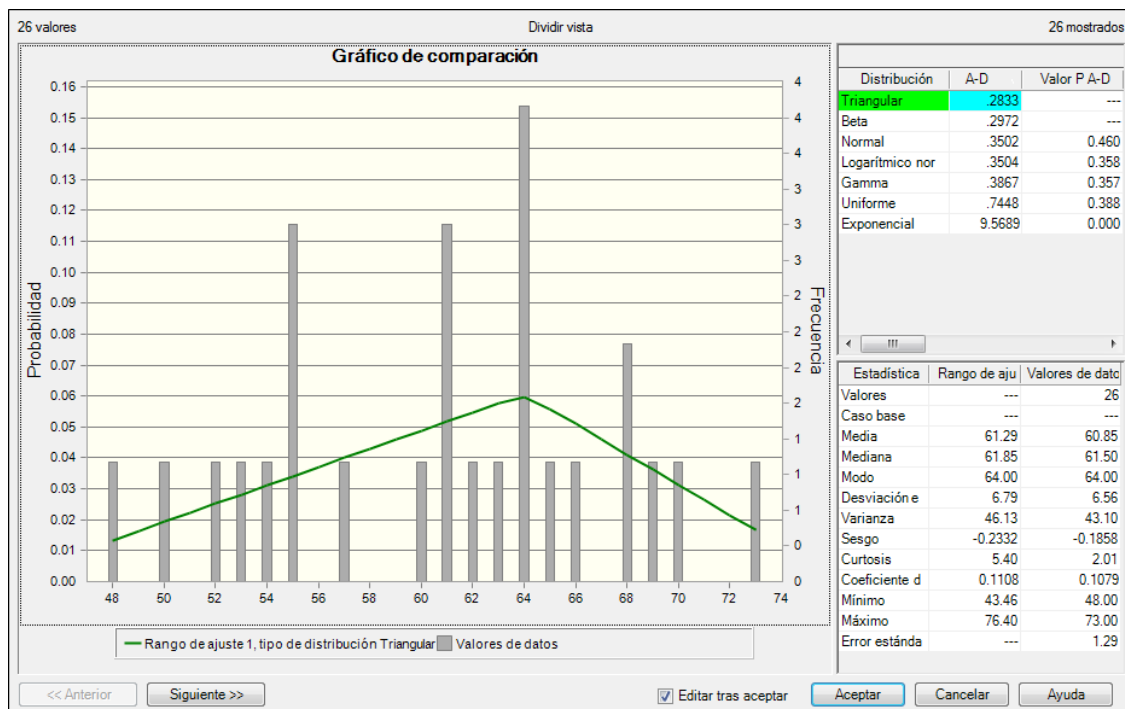 26 valores Dividir vista 26 mostrados
Gráfico de comparación
0.16
0.15
0.14
0.13
0.12
0.11
0.10
0.09
0.08
0.07
0.06
0.05
0.04
0.03
0.02
0.01
0.00
Probabilidad
4
4
4
3
3
3
2
2
2
2
1
1
1
0
0
Frecuencia
48 50 52 54 56 58 60 62 64 66 68 70 72 74
Rango de ajuste 1, tipo de distribución Triangular Valores de datos
Distribución A-D Valor P A-D
Triangular .2833 ---
Beta .2972 ---
Normal .3502 0.460
Logarítmico nor .3504 0.358
Gamma .3867 0.357
Uniforme .7448 0.388
Exponencial 9.5689 0.000
Estadística Rango de aju Valores de datc
Valores --- 26
Caso base --- ---
Media 61.29 60.85
Mediana 61.85 61.50
Modo 64.00 64.00
Desviación e 6.79 6.56
Varianza 46.13 43.10
Sesgo -0.2332 -0.1858
Curtosis 5.40 2.01
Coeficiente d 0.1108 0.1079
Mínimo 43.46 48.00
Máximo 76.40 73.00
Error estánda --- 1.29
<< Anterior Siguiente >> Editar tras aceptar Aceptar Cancelar Ayuda